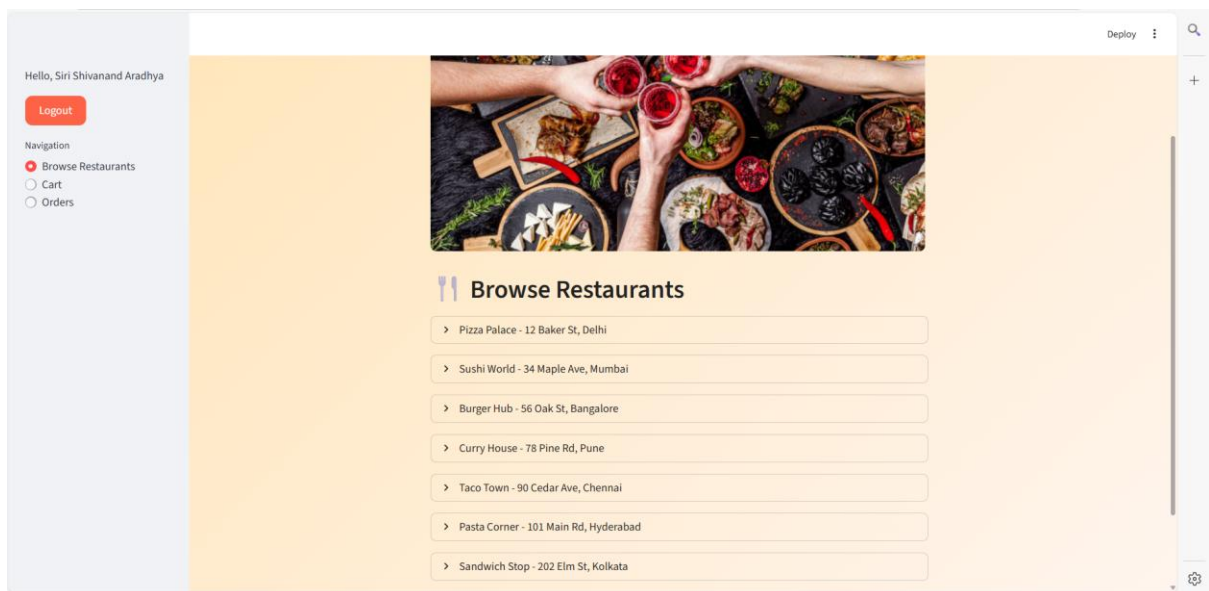 Deploy
Hello, Siri Shivanand Aradhya
Logout
Navigation
Browse Restaurants
Cart
Orders
Browse Restaurants
Pizza Palace - 12 Baker St, Delhi
Sushi World - 34 Maple Ave, Mumbai
Burger Hub - 56 Oak St, Bangalore
Curry House - 78 Pine Rd, Pune
Taco Town - 90 Cedar Ave, Chennai
Pasta Corner - 101 Main Rd, Hyderabad
Sandwich Stop - 202 Elm St, Kolkata